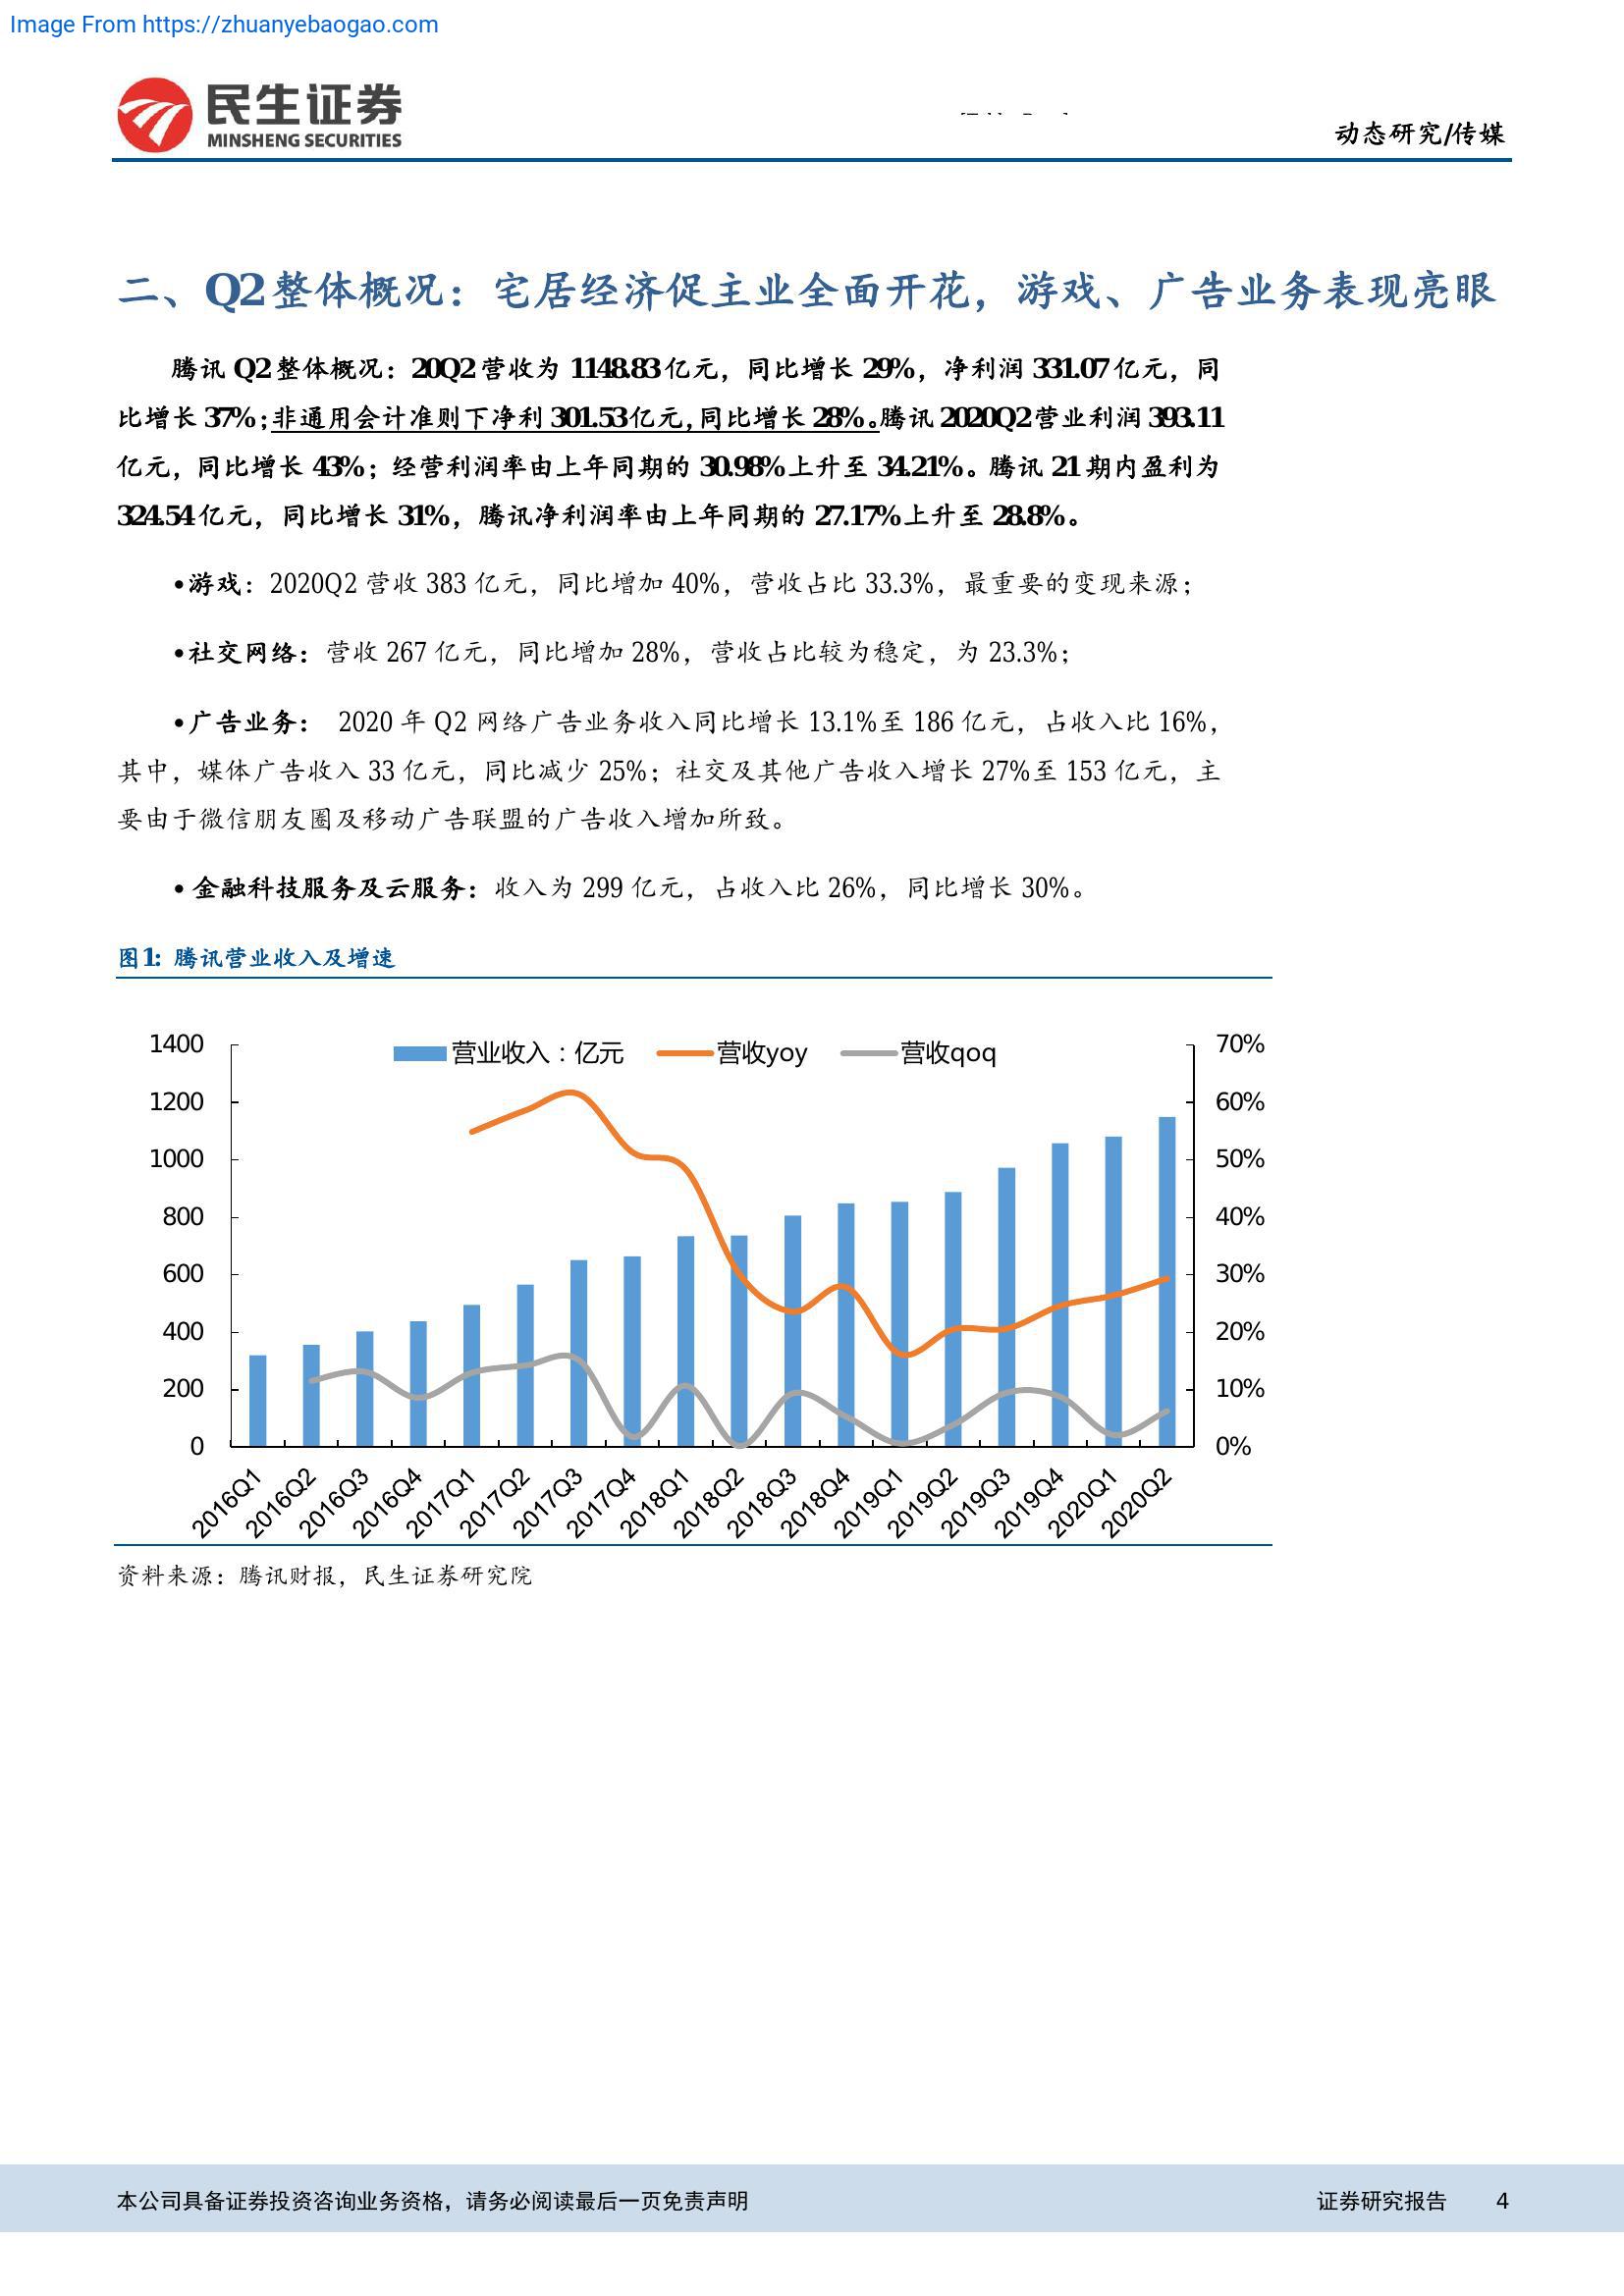 Image From https://zhuanyebaogao.com
民生证券
MINSHENG SECURITIES
动态研究/传媒
二、Q2整体概况：宅居经济促主业全面开花，游戏、广告业务表现亮眼
腾讯 Q2 整体概况：20Q2 营收为 1148.83 亿元，同比增长 29%，净利润 331.07 亿元，同
比增长 37%；非通用会计准则下净利 301.53 亿元，同比增长 28%。腾讯 2020Q2 营业利润 393.11
亿元，同比增长 43%；经营利润率由上年同期的 30.98%上升至 34.21%。腾讯 21 期内盈利为
324.54 亿元，同比增长 31%，腾讯净利润率由上年同期的 27.17%上升至 28.8%。
•游戏：2020Q2 营收 383 亿元，同比增加 40%，营收占比 33.3%，最重要的变现来源；
•社交网络：营收 267 亿元，同比增加 28%，营收占比较为稳定，为 23.3%；
•广告业务： 2020 年 Q2 网络广告业务收入同比增长 13.1%至 186 亿元，占收入比 16%，
其中，媒体广告收入 33 亿元，同比减少 25%；社交及其他广告收入增长 27%至 153 亿元，主
要由于微信朋友圈及移动广告联盟的广告收入增加所致。
• 金融科技服务及云服务：收入为 299 亿元，占收入比 26%，同比增长 30%。
图1: 腾讯营业收入及增速
营业收入：亿元 营收yoy 营收qoq
1400 70%
1200 60%
1000 50%
800 40%
600 30%
400 20%
200 10%
0 0%
2016Q1 2016Q2 2016Q3 2016Q4 2017Q1 2017Q2 2017Q3 2017Q4 2018Q1 2018Q2 2018Q3 2018Q4 2019Q1 2019Q2 2019Q3 2019Q4 2020Q1 2020Q2
资料来源：腾讯财报，民生证券研究院
本公司具备证券投资咨询业务资格，请务必阅读最后一页免责声明 证券研究报告 4